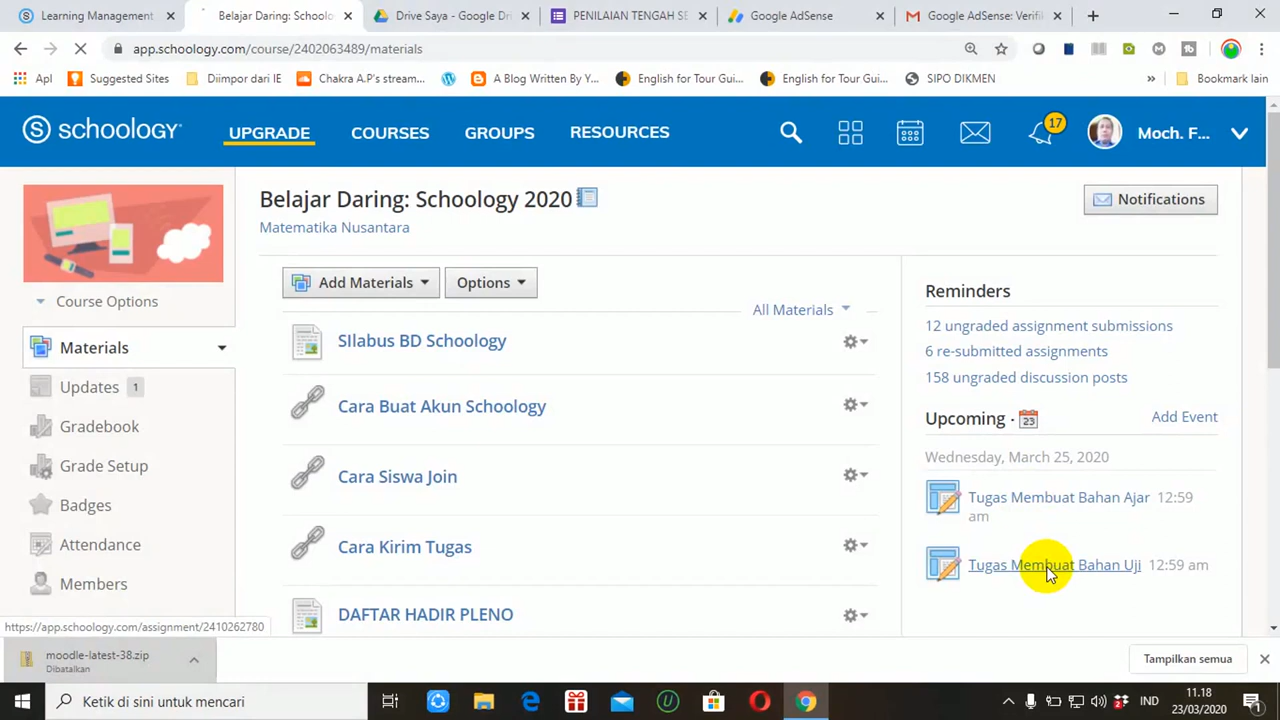 Learning Management
Belajar Daring: Schoolo
Drive Saya - Google Dr
PENILAIAN TENGAH SE
Google AdSense
Google AdSense: Verifi
app.schoology.com/course/2402063489/materials
Apl
Suggested Sites
Diimpor dari IE
Chakra A.P's stream...
A Blog Written By Y...
English for Tour Gui...
English for Tour Gui...
SIPO DIKMEN
»
Bookmark lain
S schoology
UPGRADE
COURSES
GROUPS
RESOURCES
17
Moch. F...
Belajar Daring: Schoology 2020
Matematika Nusantara
Notifications
Course Options
Materials
Updates 1
Gradebook
Grade Setup
Badges
Attendance
Members
Add Materials
Options
All Materials
SIlabus BD Schoology
Cara Buat Akun Schoology
Cara Siswa Join
Cara Kirim Tugas
DAFTAR HADIR PLENO
Reminders
12 ungraded assignment submissions
6 re-submitted assignments
158 ungraded discussion posts
Upcoming · 23
Add Event
Wednesday, March 25, 2020
Tugas Membuat Bahan Ajar 12:59
am
Tugas Membuat Bahan Uji 12:59 am
https://app.schoology.com/assignment/2410262780
moodle-latest-38.zip
Dibatalkan
Tampilkan semua
Ketik di sini untuk mencari
IND
11.18
23/03/2020